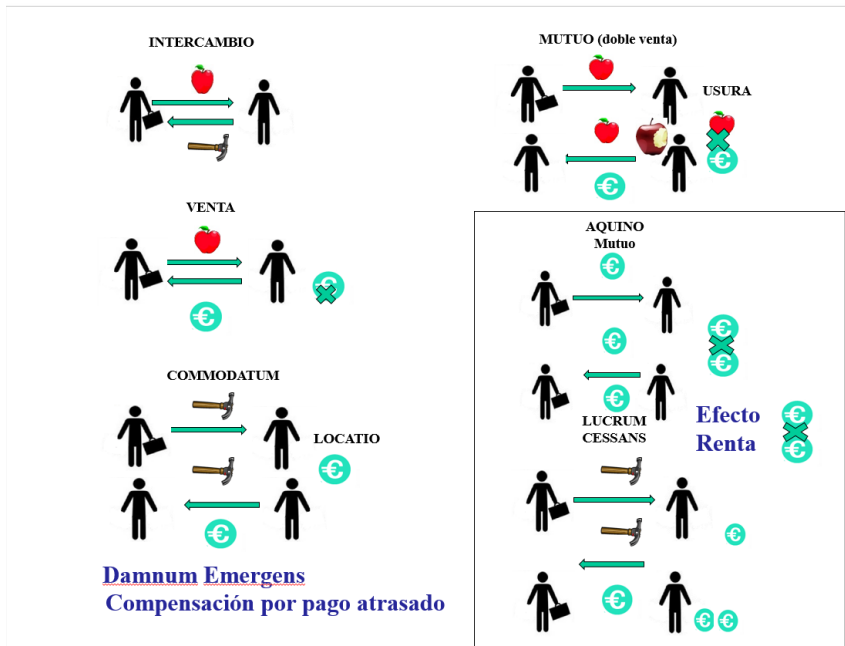 INTERCAMBIO
VENTA
€
€
COMMODATUM
LOCATIO
€
€
Damnum Emergens
Compensación por pago atrasado
MUTUO (doble venta)
USURA
€
€
AQUINO
Mutuo
€
€
€
€
€
LUCRUM
CESSANS
Efecto
Renta
€
€
€
€
€ €